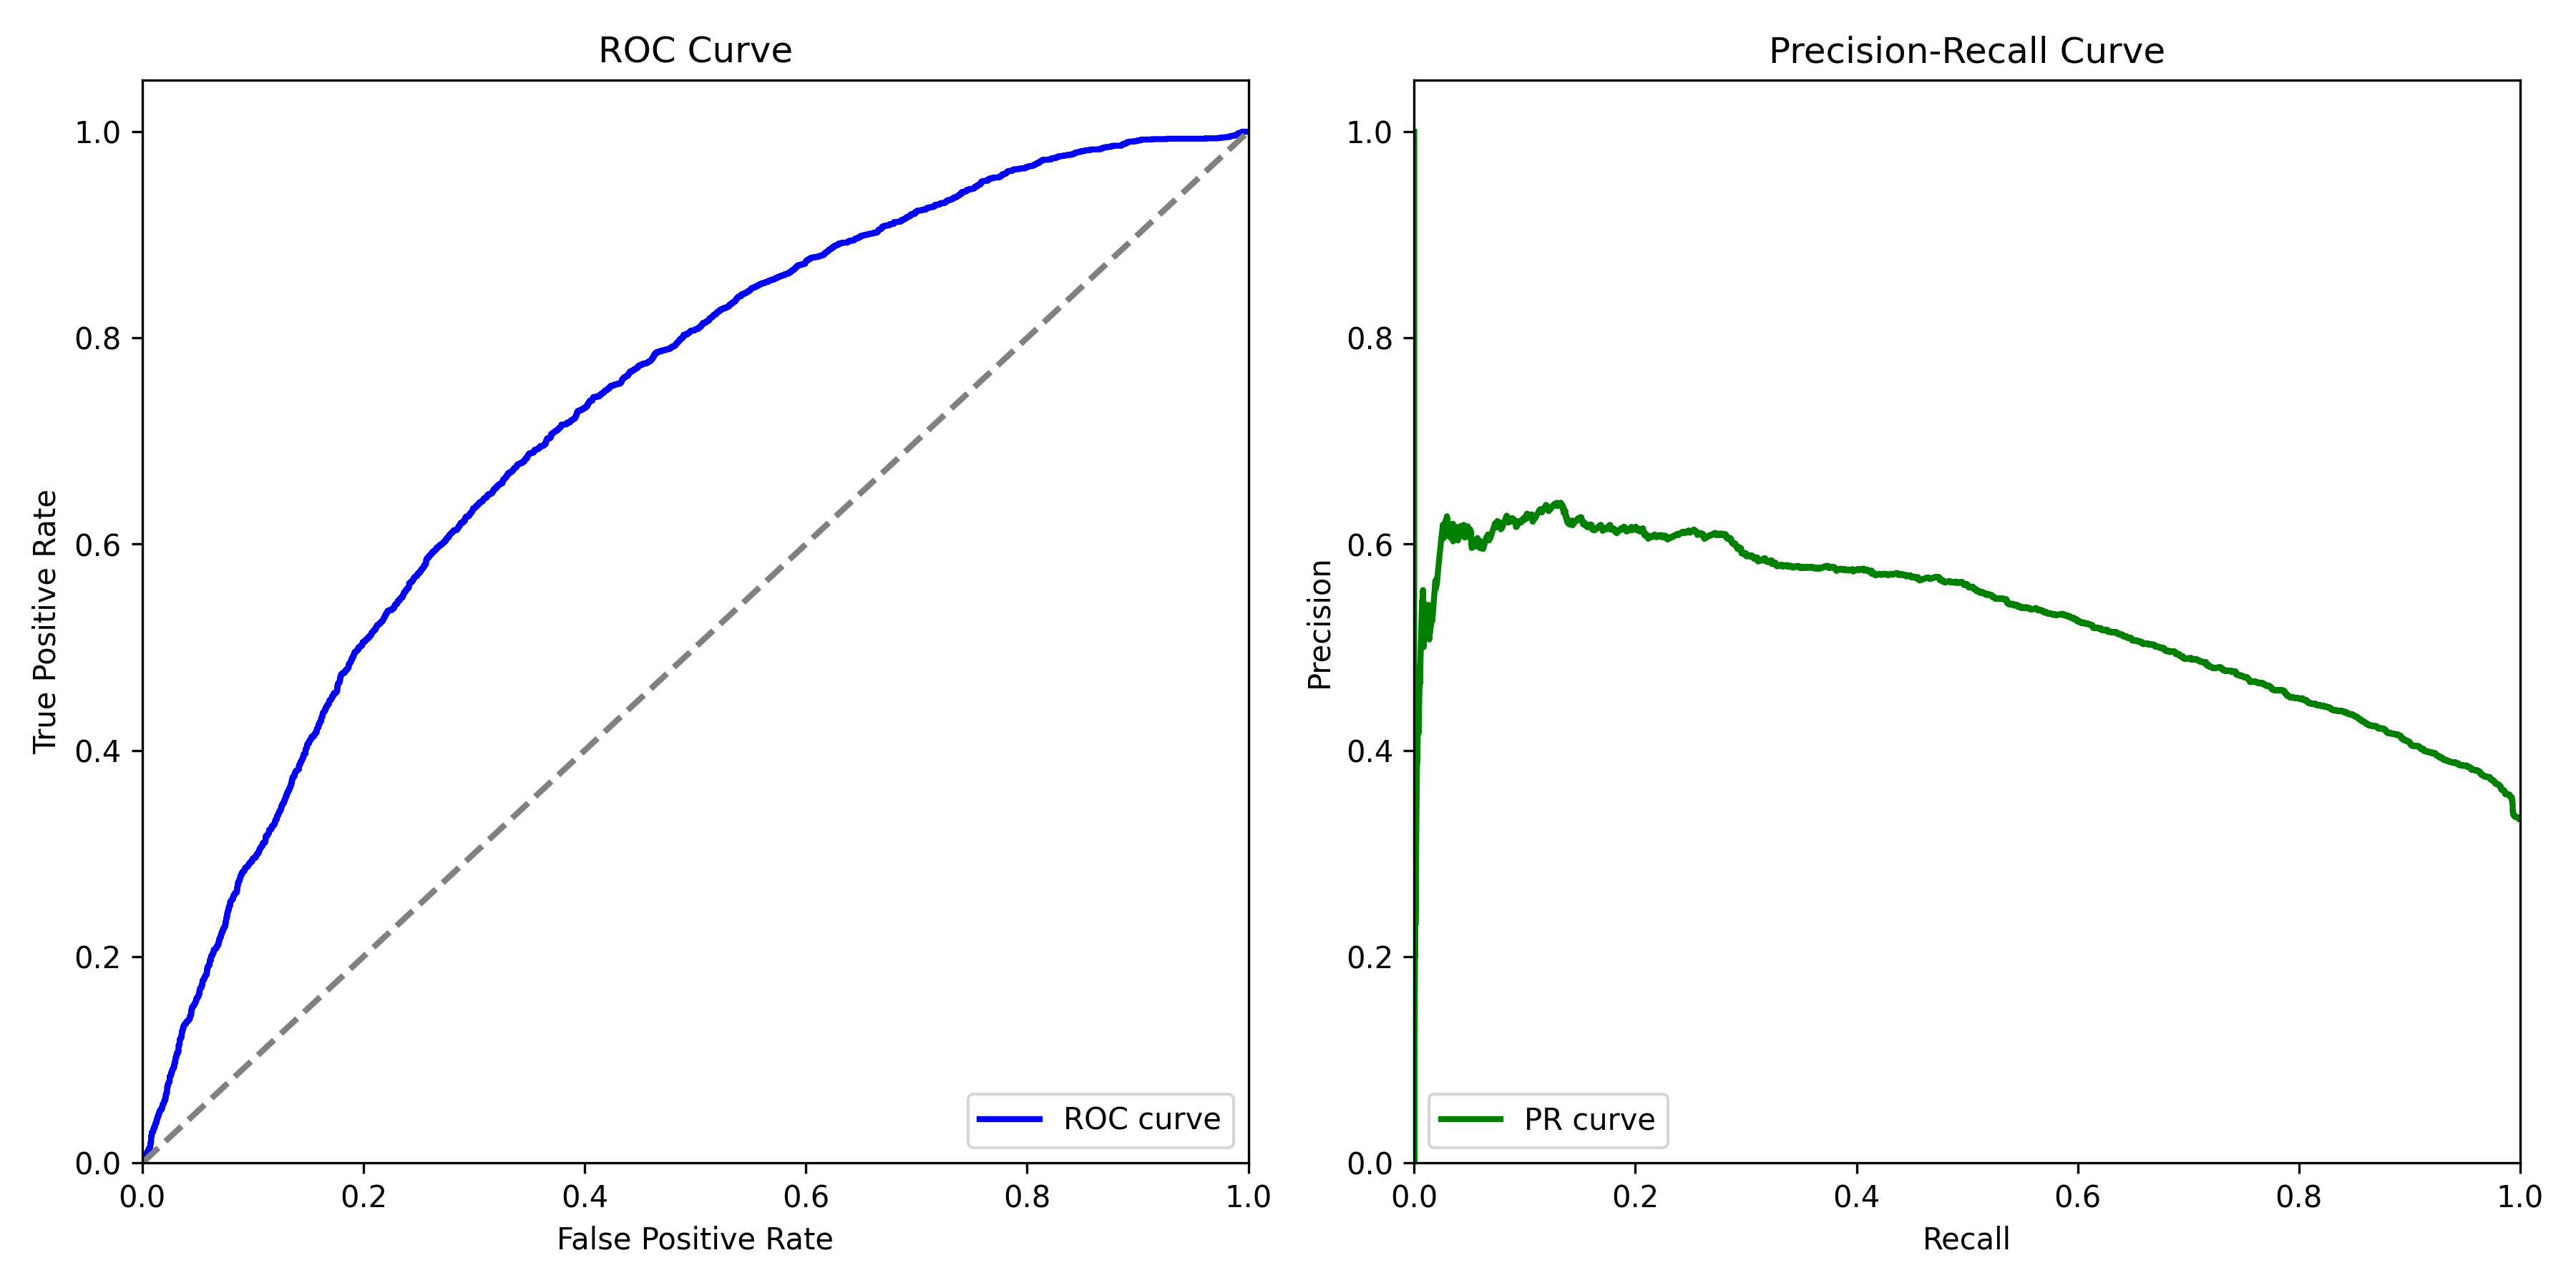 ROC Curve
1.0
0.8
0.6
0.4
0.2
0.0
True Positive Rate
0.0 0.2 0.4 0.6 0.8 1.0
False Positive Rate
ROC curve
Precision-Recall Curve
1.0
0.8
0.6
0.4
0.2
0.0
Precision
0.0 0.2 0.4 0.6 0.8 1.0
Recall
PR curve